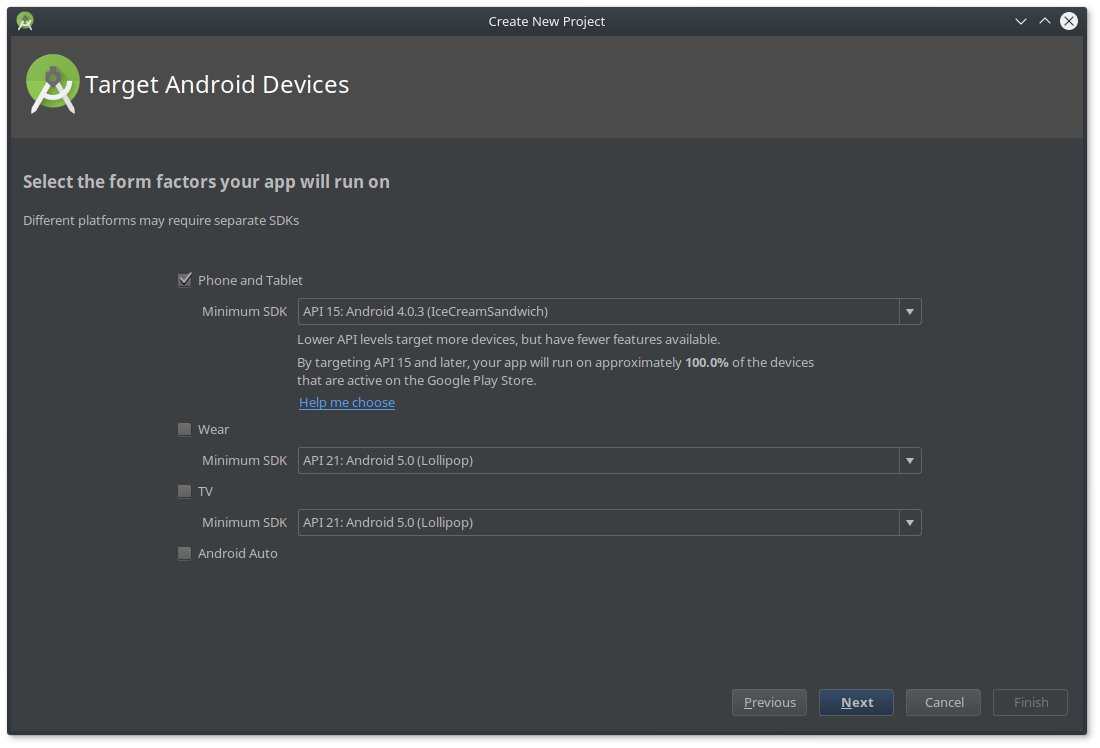 Create New Project
Target Android Devices
Select the form factors your app will run on
Different platforms may require separate SDKs
Phone and Tablet
Minimum SDK API 15: Android 4.0.3 (IceCreamSandwich)
Lower API levels target more devices, but have fewer features available.
By targeting API 15 and later, your app will run on approximately 100.0% of the devices
that are active on the Google Play Store.
Help me choose
Wear
Minimum SDK API 21: Android 5.0 (Lollipop)
TV
Minimum SDK API 21: Android 5.0 (Lollipop)
Android Auto
Previous Next Cancel Finish